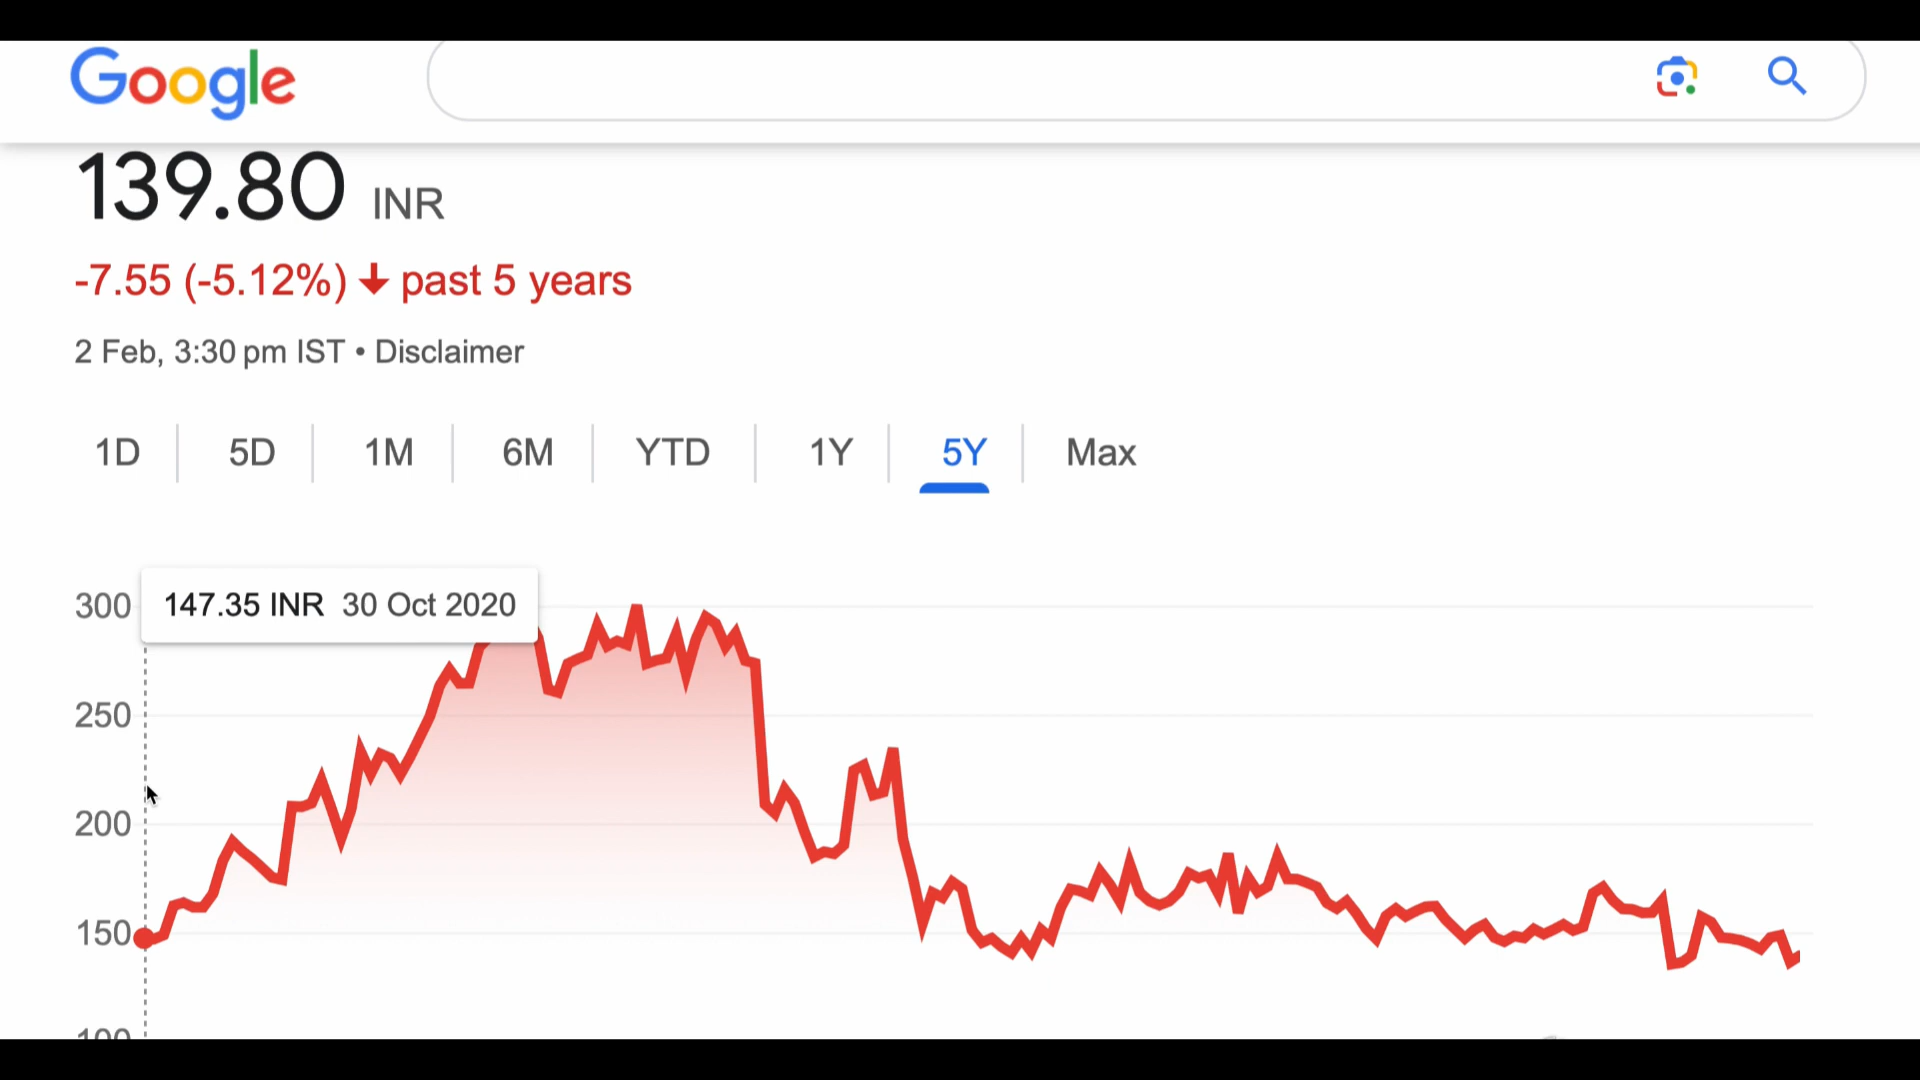 Google
139.80 INR
-7.55 (-5.12%) ↓ past 5 years
2 Feb, 3:30 pm IST • Disclaimer
1D 5D 1M 6M YTD 1Y 5Y Max
147.35 INR 30 Oct 2020
300
250
200
150
100